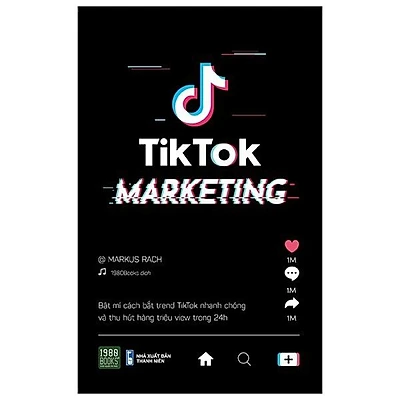 TikTok
MARKETING
@ MARKUS RACH
1980Books dịch
1M
1M
Bật mí cách bắt trend TikTok nhanh chóng
và thu hút hàng triệu view trong 24h
1M
1980
BOOKS
NHÀ XUẤT BẢN
THANH NIÊN